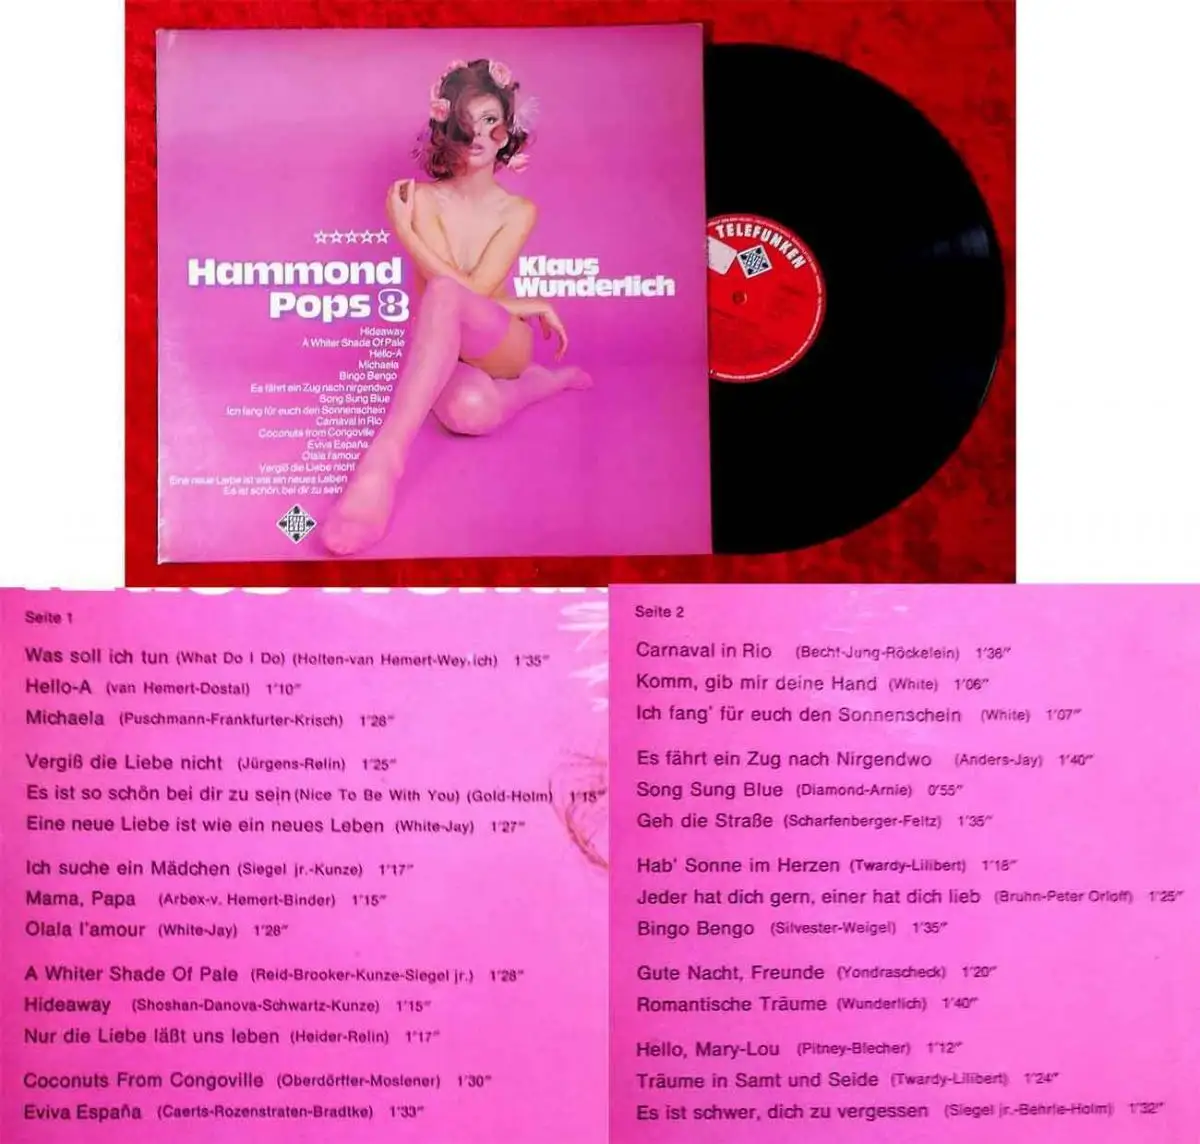 ☆☆☆☆☆
Hammond
Pops 8
Klaus
Wunderlich
Hideaway
A Whiter Shade Of Pale
Hello-A
Michaela
Bingo Bengo
Es fährt ein Zug nach nirgendwo
Song Sung Blue
Ich fang für euch den Sonnenschein
Carnaval in Rio
Coconuts from Congoville
Eviva España
Olala l'amour
Vergiß die Liebe nicht
Eine neue Liebe ist wie ein neues Leben
Es ist schön, bei dir zu sein
TELEFUNKEN
Seite 1
Was soll ich tun (What Do I Do) (Holten-van Hemert-Wey.ich) 1'35"
Hello-A (van Hemert-Dostal) 1'10"
Michaela (Puschmann-Frankfurter-Krisch) 1'28"
Vergiß die Liebe nicht (Jürgens-Relin) 1'25"
Es ist so schön bei dir zu sein (Nice To Be With You) (Gold-Holm) 1'15"
Eine neue Liebe ist wie ein neues Leben (White-Jay) 1'27"
Ich suche ein Mädchen (Siegel jr.-Kunze) 1'17"
Mama, Papa (Arbex-v. Hemert-Binder) 1'15"
Olala l'amour (White-Jay) 1'28"
A Whiter Shade Of Pale (Reid-Brooker-Kunze-Siegel jr.) 1'28"
Hideaway (Shoshan-Danova-Schwartz-Kunze) 1'15"
Nur die Liebe läßt uns leben (Heider-Relin) 1'17"
Coconuts From Congoville (Oberdörffer-Moslener) 1'30"
Eviva España (Caerts-Rozenstraten-Bradtke) 1'33"
Seite 2
Carnaval in Rio (Becht-Jung-Röckelein) 1'36"
Komm, gib mir deine Hand (White) 1'06"
Ich fang' für euch den Sonnenschein (White) 1'07"
Es fährt ein Zug nach Nirgendwo (Anders-Jay) 1'40"
Song Sung Blue (Diamond-Arnie) 0'55"
Geh die Straße (Scharfenberger-Feltz) 1'35"
Hab' Sonne im Herzen (Twardy-Lilibert) 1'18"
Jeder hat dich gern, einer hat dich lieb (Bruhn-Peter Orloff) 1'25"
Bingo Bengo (Silvester-Weigel) 1'35"
Gute Nacht, Freunde (Yondrascheck) 1'20"
Romantische Träume (Wunderlich) 1'40"
Hello, Mary-Lou (Pitney-Blecher) 1'12"
Träume in Samt und Seide (Twardy-Lilibert) 1'24"
Es ist schwer, dich zu vergessen (Siegel jr.-Behrle-Holm) 1'32"